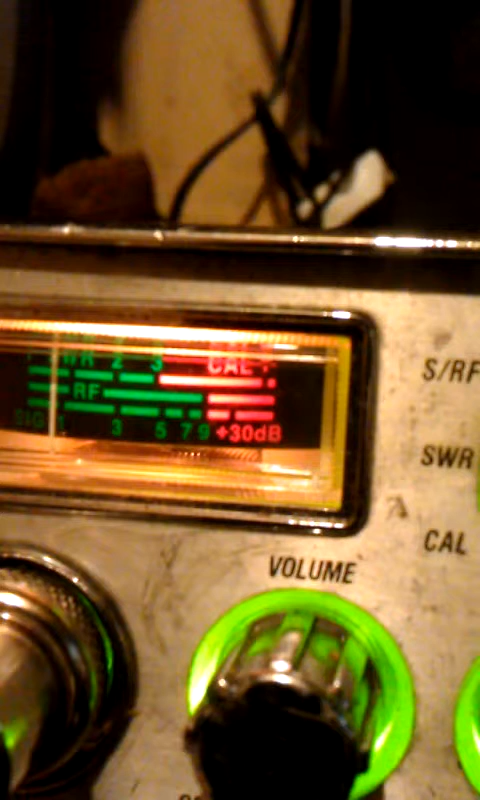 SWR 2 3 CAL
RF
SIG 1 3 5 7 9 +30dB
S/RF
SWR
CAL
VOLUME